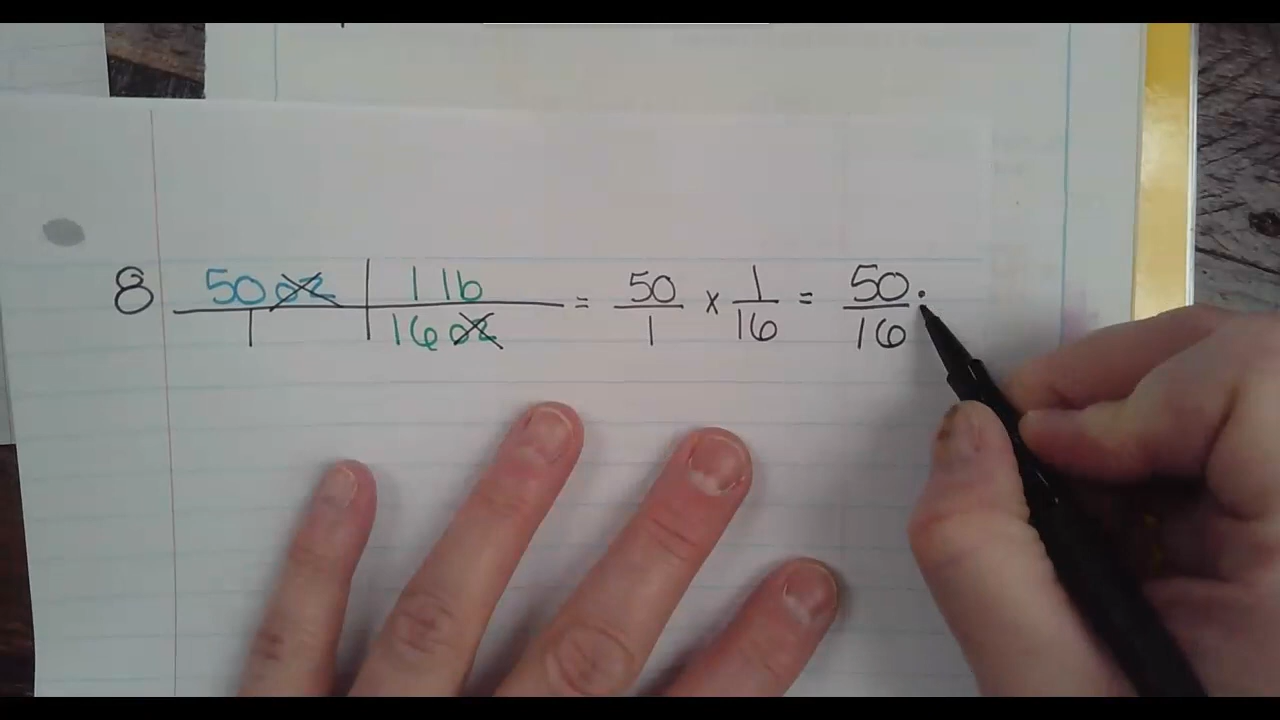 8 50 oz / 1 | 1 lb / 16 oz = 50/1 x 1/16 = 50/16 .